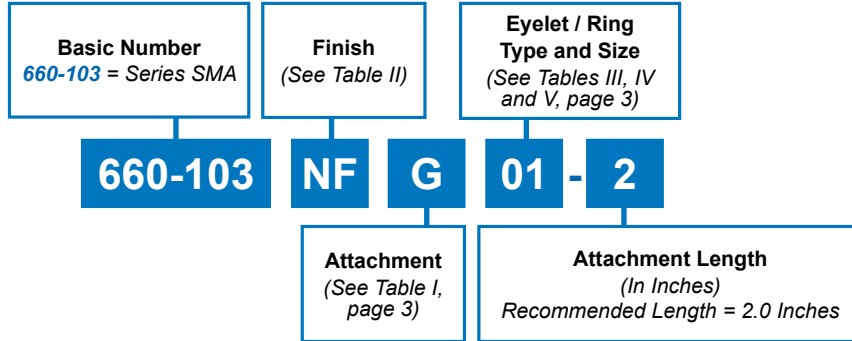 Basic Number
660-103 = Series SMA
Finish
(See Table II)
Eyelet / Ring
Type and Size
(See Tables III, IV
and V, page 3)
660-103 NF G 01 - 2
Attachment
(See Table I,
page 3)
Attachment Length
(In Inches)
Recommended Length = 2.0 Inches